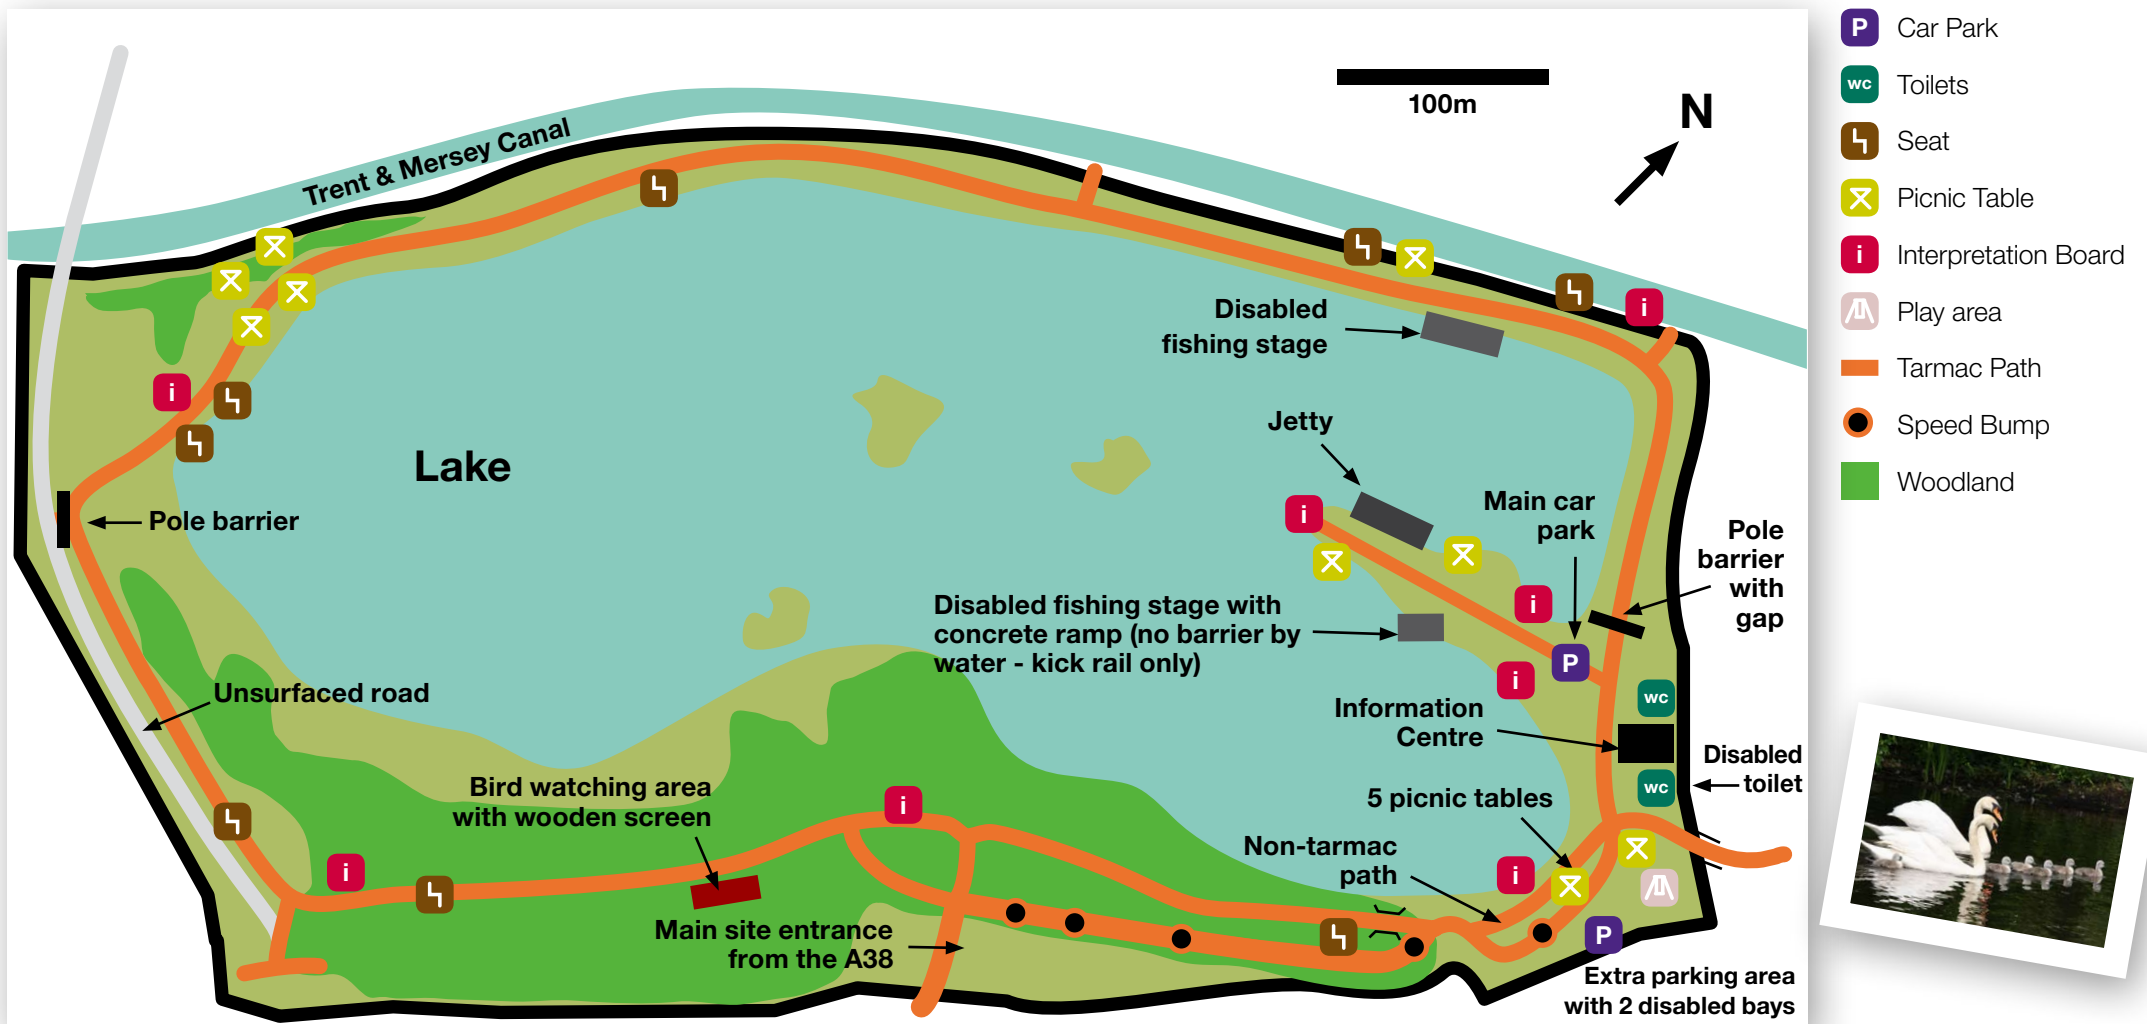 Trent & Mersey Canal
100m
N
Disabled
fishing stage
Jetty
Lake
Main car
park
Pole
barrier
with
gap
Pole barrier
Disabled fishing stage with
concrete ramp (no barrier by
water - kick rail only)
Unsurfaced road
Information
Centre
Disabled
toilet
Bird watching area
with wooden screen
5 picnic tables
Non-tarmac
path
Main site entrance
from the A38
Extra parking area
with 2 disabled bays
i
i
i
i
i
i
i
i
P
P
wc
wc
P Car Park
wc Toilets
Seat
Picnic Table
i Interpretation Board
Play area
Tarmac Path
Speed Bump
Woodland